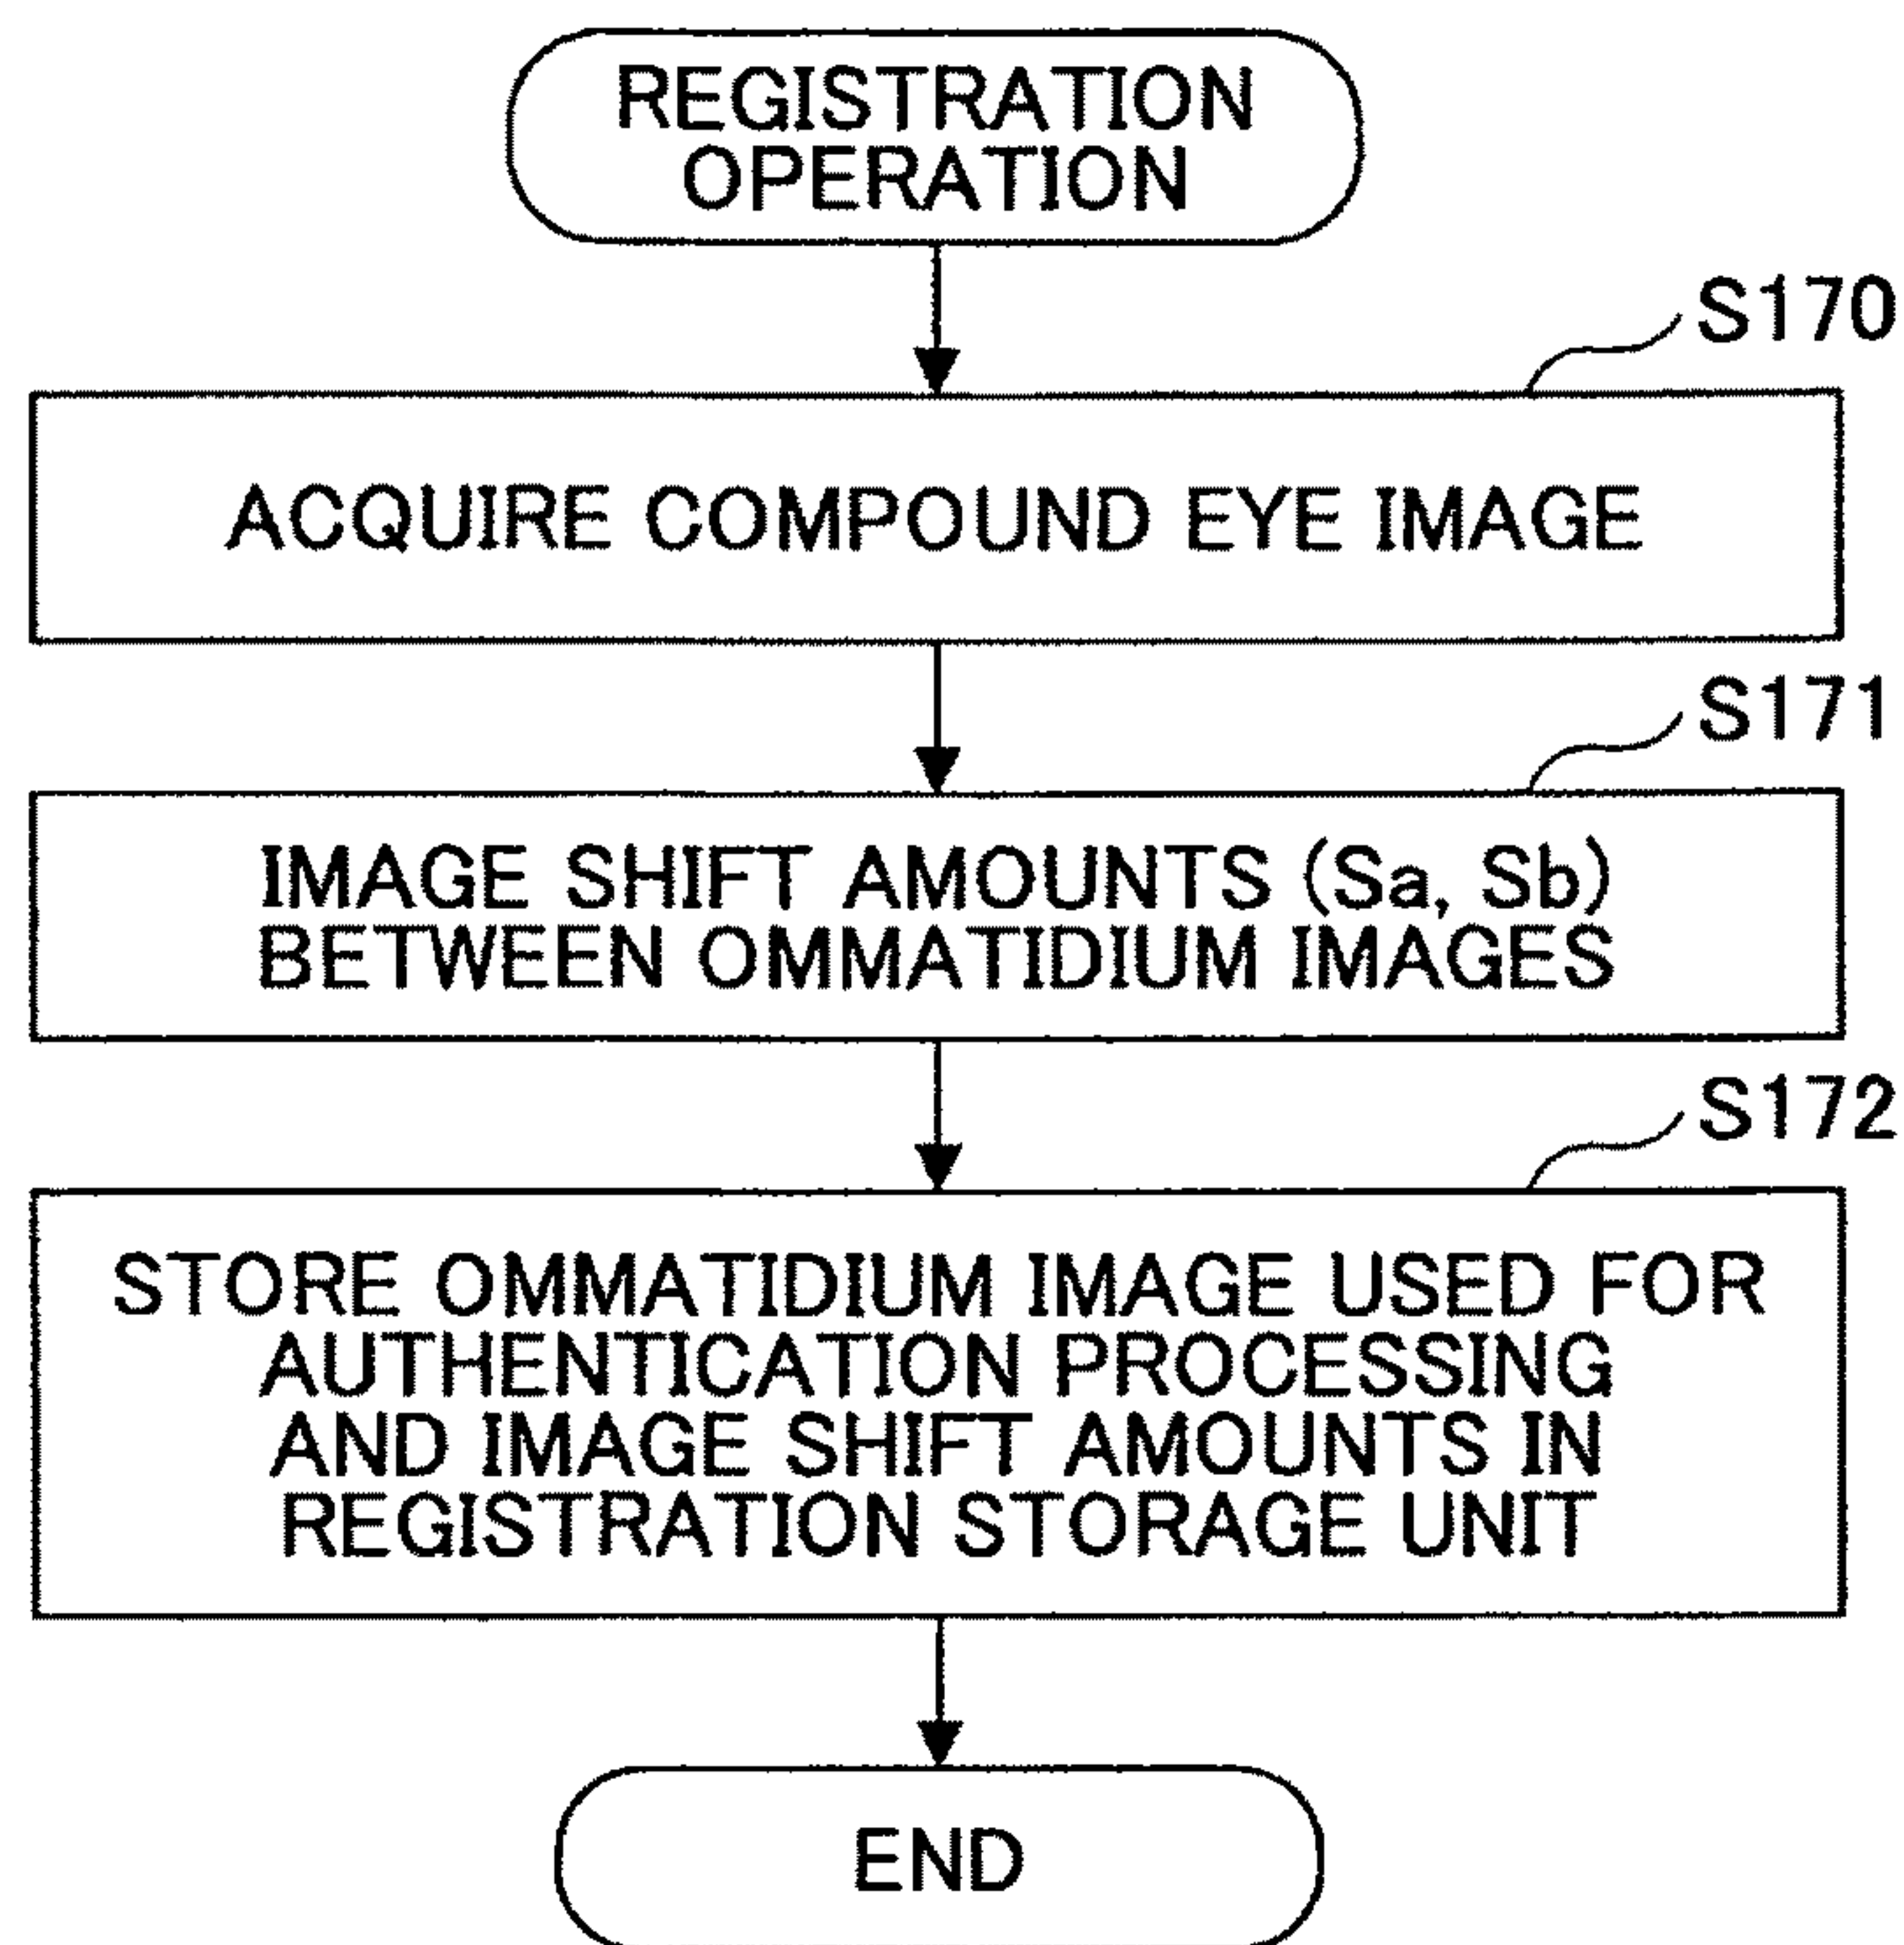 REGISTRATION
OPERATION
S170
ACQUIRE COMPOUND EYE IMAGE
S171
IMAGE SHIFT AMOUNTS (Sa, Sb)
BETWEEN OMMATIDIUM IMAGES
S172
STORE OMMATIDIUM IMAGE USED FOR
AUTHENTICATION PROCESSING
AND IMAGE SHIFT AMOUNTS IN
REGISTRATION STORAGE UNIT
END